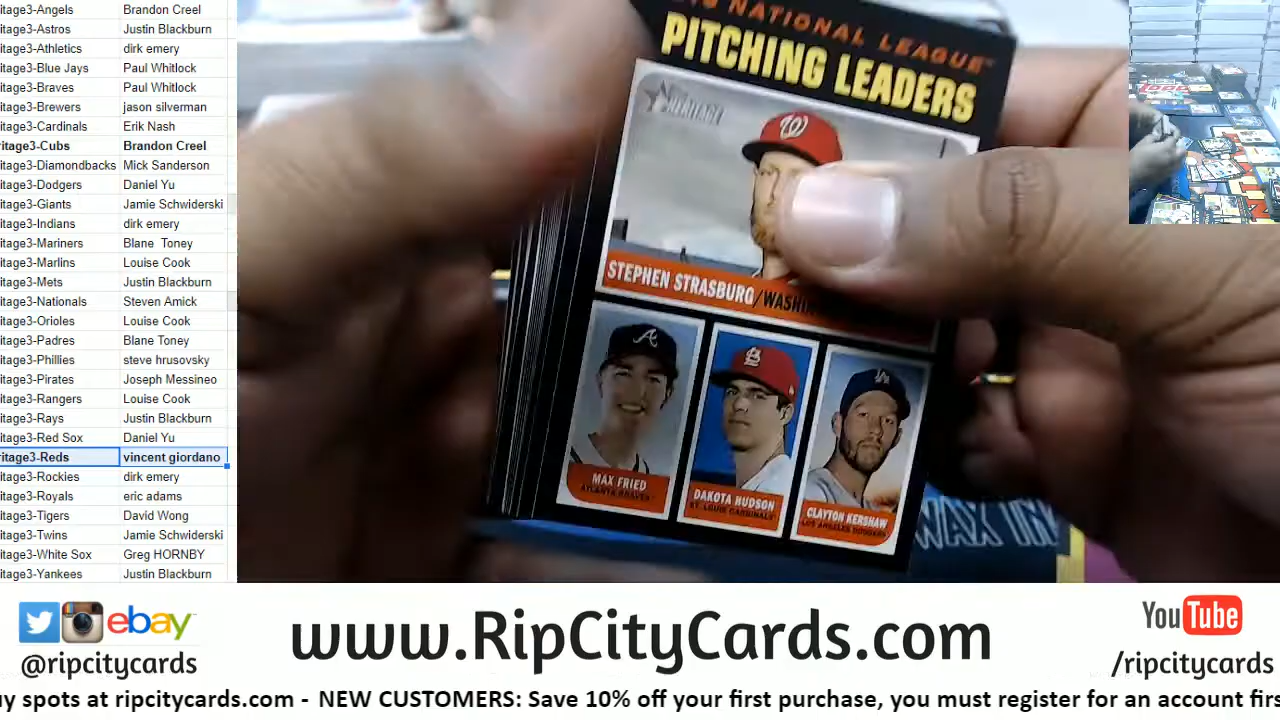 itage3-Angels Brandon Creel
itage3-Astros Justin Blackburn
itage3-Athletics dirk emery
itage3-Blue Jays Paul Whitlock
itage3-Braves Paul Whitlock
itage3-Brewers jason silverman
itage3-Cardinals Erik Nash
ritage3-Cubs Brandon Creel
itage3-Diamondbacks Mick Sanderson
itage3-Dodgers Daniel Yu
itage3-Giants Jamie Schwiderski
itage3-Indians dirk emery
itage3-Mariners Blane Toney
itage3-Marlins Louise Cook
itage3-Mets Justin Blackburn
itage3-Nationals Steven Amick
itage3-Orioles Louise Cook
itage3-Padres Blane Toney
itage3-Phillies steve hrusovsky
itage3-Pirates Joseph Messineo
itage3-Rangers Louise Cook
itage3-Rays Justin Blackburn
itage3-Red Sox Daniel Yu
ritage3-Reds vincent giordano
itage3-Rockies dirk emery
itage3-Royals eric adams
itage3-Tigers David Wong
itage3-Twins Jamie Schwiderski
itage3-White Sox Greg HORNBY
itage3-Yankees Justin Blackburn
NATIONAL LEAGUE
PITCHING LEADERS
HERITAGE
W
STEPHEN STRASBURG/WASHIN
MAX FRIED
ATLANTA BRAVES
DAKOTA HUDSON
ST. LOUIS CARDINALS
CLAYTON KERSHAW
LOS ANGELES DODGERS
WAX IN
ebay
@ripcitycards
www.RipCityCards.com
YouTube
/ripcitycards
uy spots at ripcitycards.com - NEW CUSTOMERS: Save 10% off your first purchase, you must register for an account firs